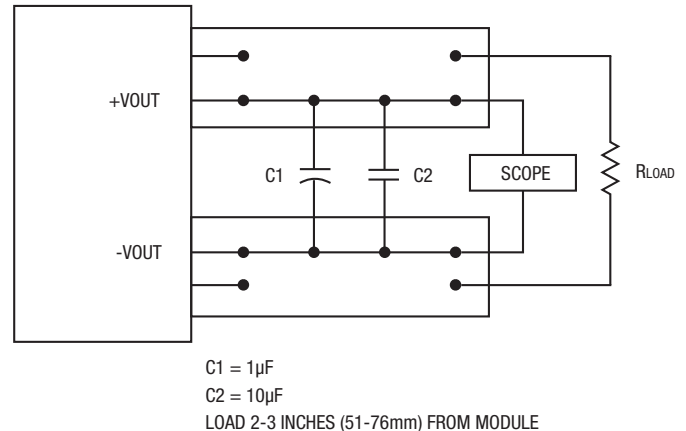 +VOUT
C1
C2
SCOPE
RLOAD
-VOUT
C1 = 1µF
C2 = 10µF
LOAD 2-3 INCHES (51-76mm) FROM MODULE